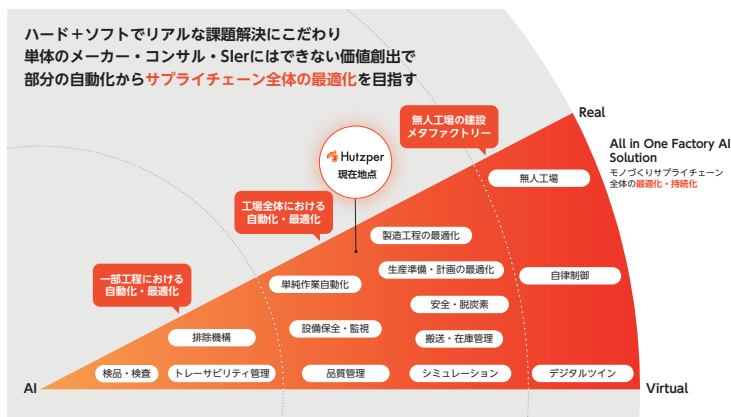 ハード＋ソフトでリアルな課題解決にこだわり
単体のメーカー・コンサル・SIerにはできない価値創出で
部分の自動化からサプライチェーン全体の最適化を目指す
Real
無人工場の建設
メタファクトリー
All in One Factory AI
Solution
モノづくりサプライチェーン
全体の最適化・持続化
Hutzper
現在地点
無人工場
工場全体における
自動化・最適化
製造工程の最適化
生産準備・計画の最適化
自律制御
一部工程における
自動化・最適化
単純作業自動化
安全・脱炭素
設備保全・監視
排除機構
搬送・在庫管理
AI
検品・検査
トレーサビリティ管理
品質管理
シミュレーション
デジタルツイン
Virtual